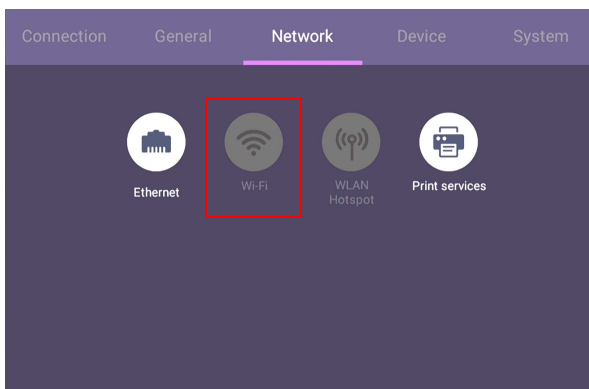 Connection General Network Device System
Ethernet Wi-Fi WLAN Print services
Hotspot